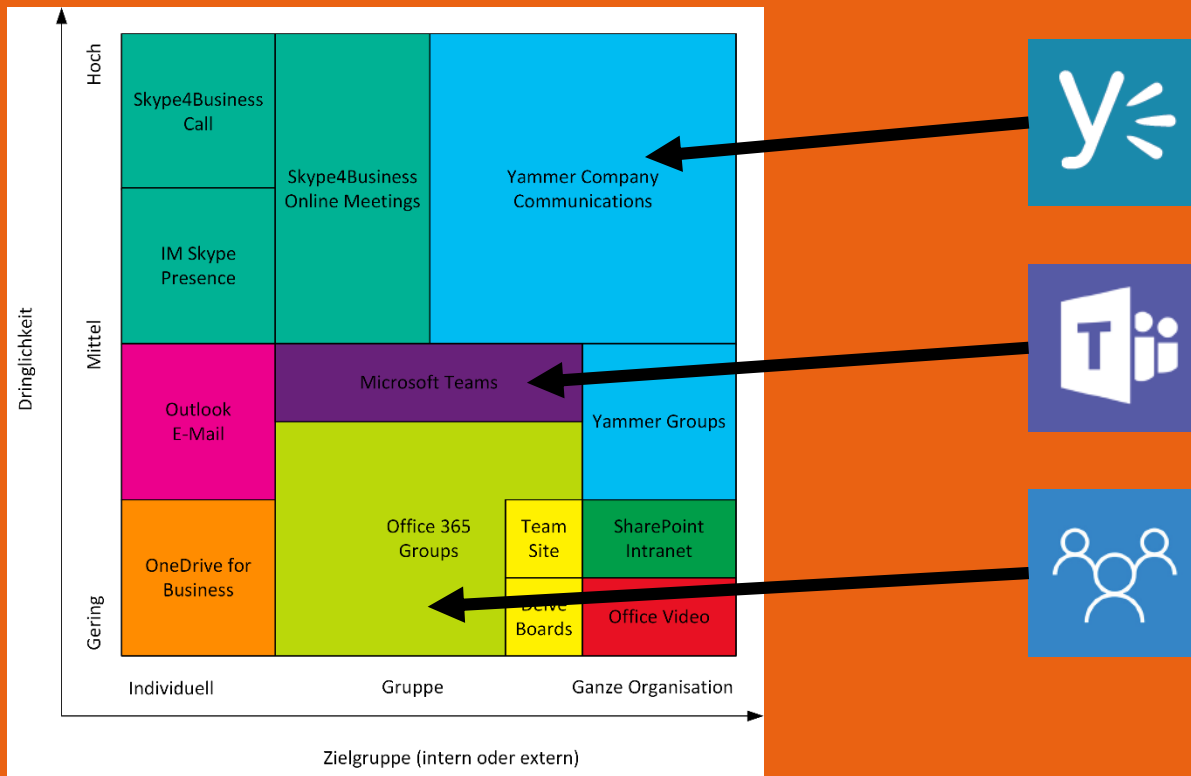 Hoch
Skype4Business
Call
Skype4Business
Online Meetings
Yammer Company
Communications
IM Skype
Presence
Dringlichkeit
Mittel
Microsoft Teams
Outlook
E-Mail
Yammer Groups
Office 365
Groups
Team
Site
SharePoint
Intranet
OneDrive for
Business
Delve
Boards
Office Video
Gering
Individuell
Gruppe
Ganze Organisation
Zielgruppe (intern oder extern)
y
T